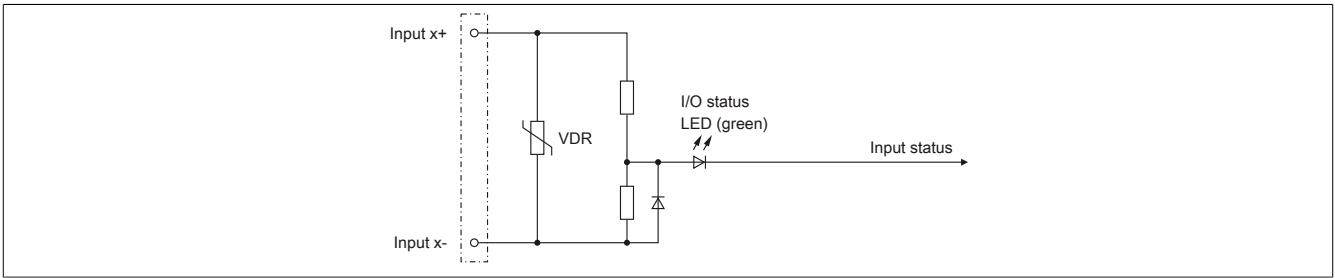 Input x+
I/O status
LED (green)
VDR
Input status
Input x-